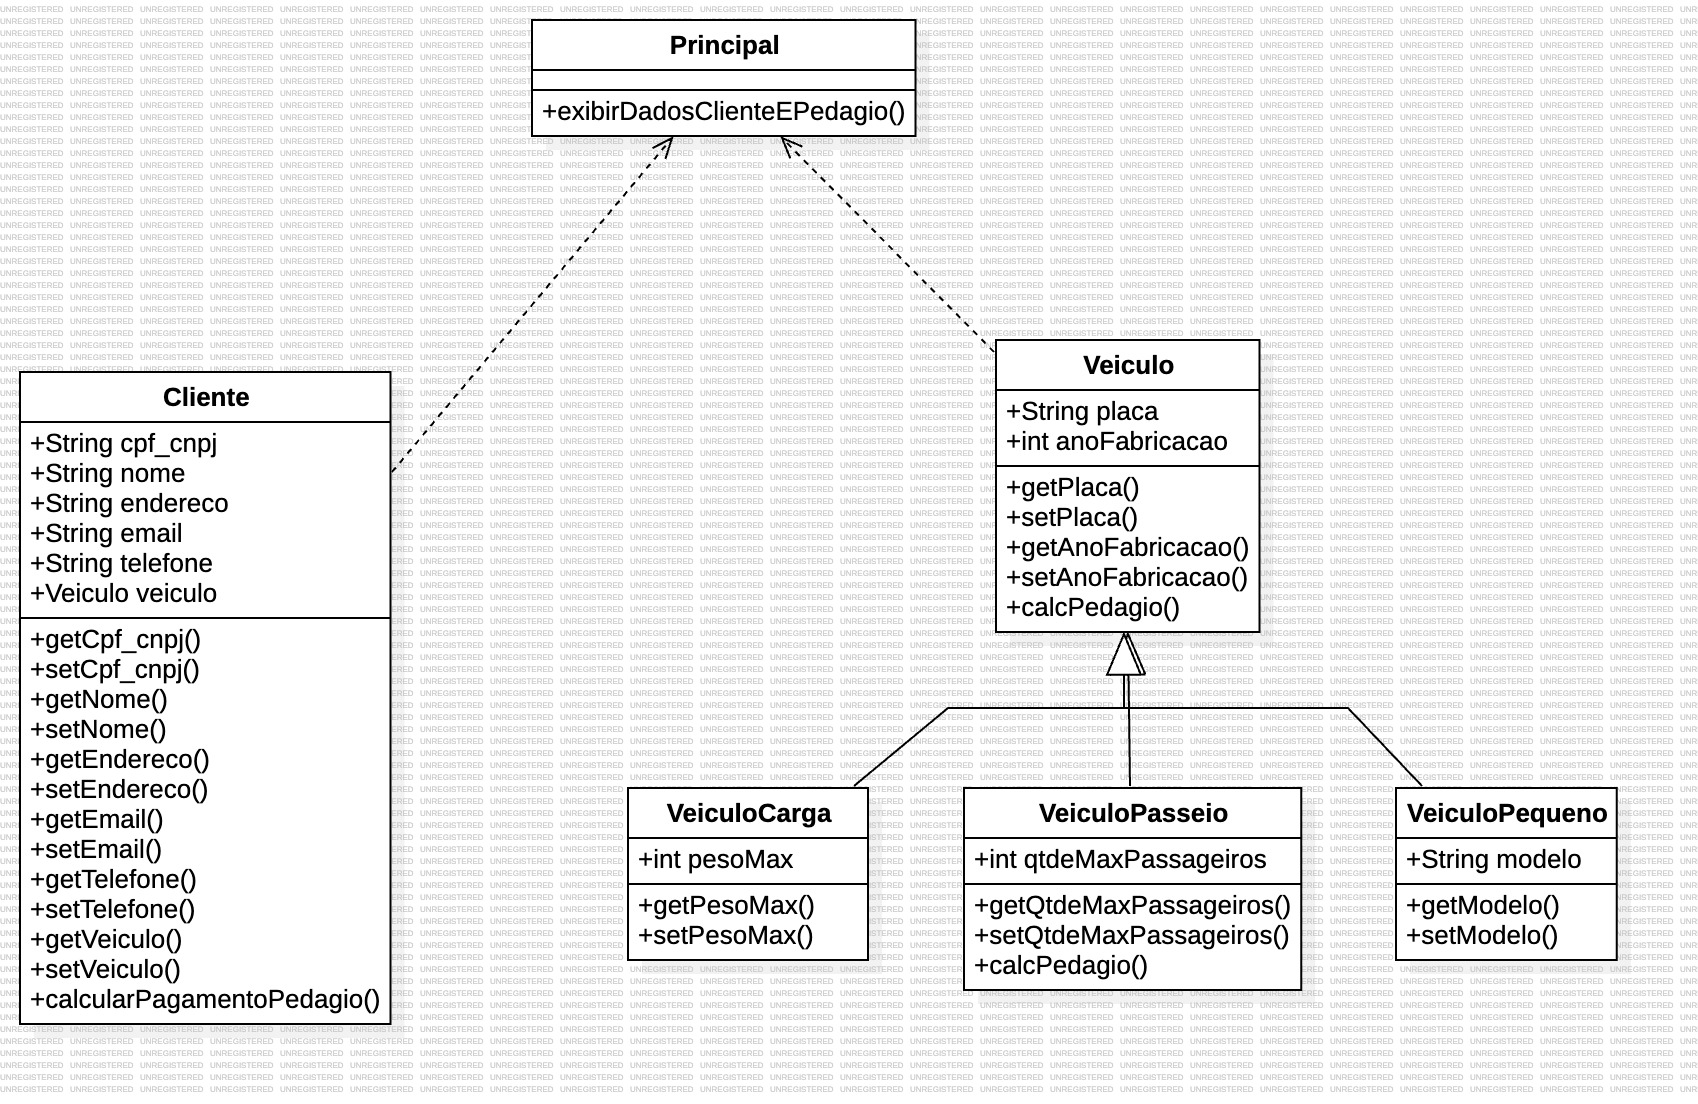 Principal
+exibirDadosClienteEPedagio()
Cliente
+String cpf_cnpj
+String nome
+String endereco
+String email
+String telefone
+Veiculo veiculo
+getCpf_cnpj()
+setCpf_cnpj()
+getNome()
+setNome()
+getEndereco()
+setEndereco()
+getEmail()
+setEmail()
+getTelefone()
+setTelefone()
+getVeiculo()
+setVeiculo()
+calcularPagamentoPedagio()
Veiculo
+String placa
+int anoFabricacao
+getPlaca()
+setPlaca()
+getAnoFabricacao()
+setAnoFabricacao()
+calcPedagio()
VeiculoCarga
+int pesoMax
+getPesoMax()
+setPesoMax()
VeiculoPasseio
+int qtdeMaxPassageiros
+getQtdeMaxPassageiros()
+setQtdeMaxPassageiros()
+calcPedagio()
VeiculoPequeno
+String modelo
+getModelo()
+setModelo()
UNREGISTERED